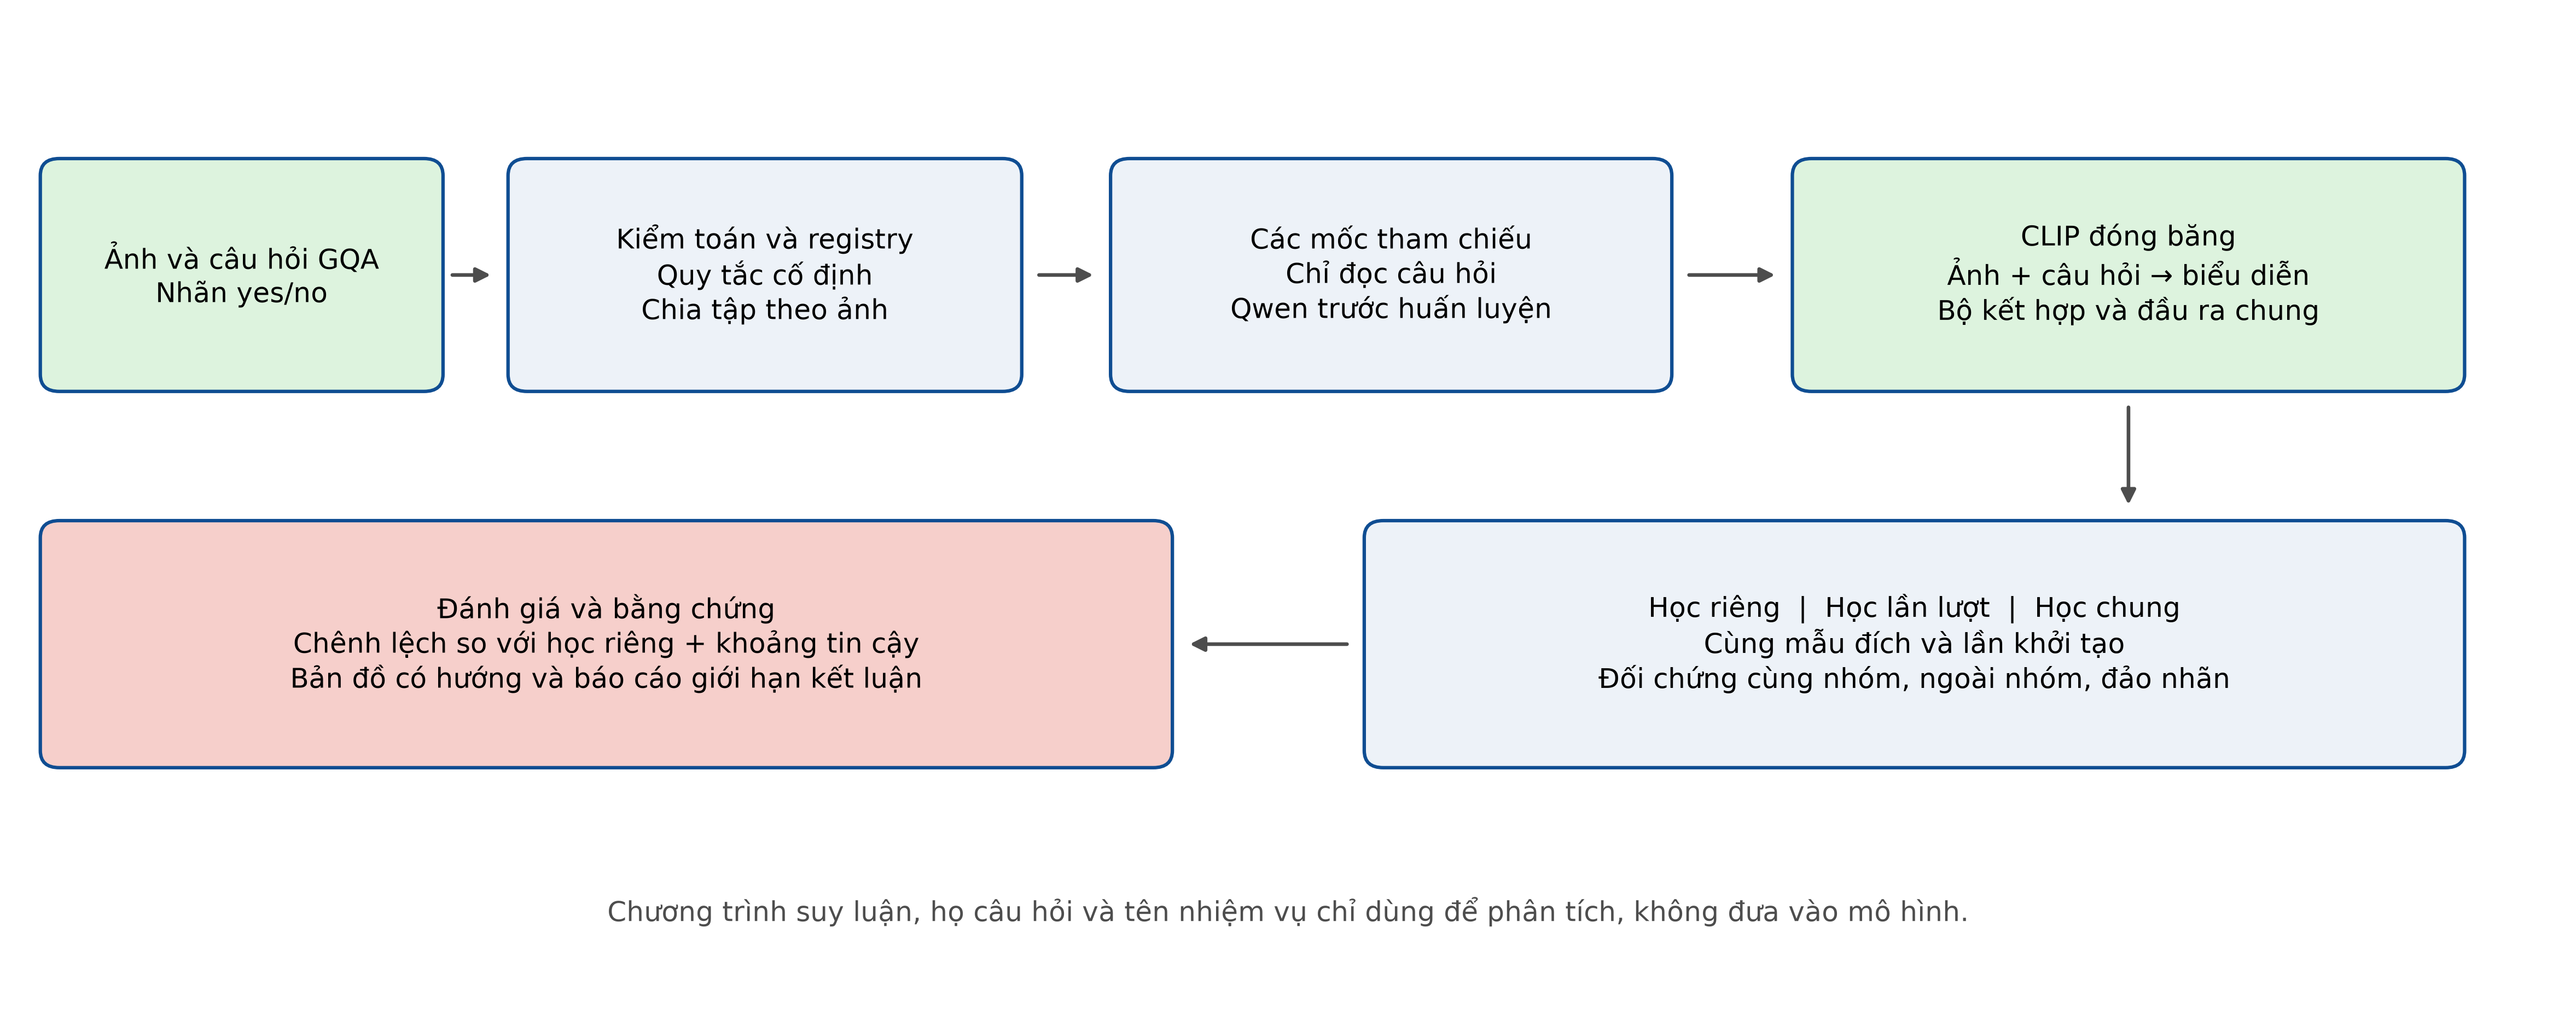 Ảnh và câu hỏi GQA
Nhãn yes/no
Kiểm toán và registry
Quy tắc cố định
Chia tập theo ảnh
Các mốc tham chiếu
Chỉ đọc câu hỏi
Qwen trước huấn luyện
CLIP đóng băng
Ảnh + câu hỏi → biểu diễn
Bộ kết hợp và đầu ra chung
Học riêng | Học lần lượt | Học chung
Cùng mẫu đích và lần khởi tạo
Đối chứng cùng nhóm, ngoài nhóm, đảo nhãn
Đánh giá và bằng chứng
Chênh lệch so với học riêng + khoảng tin cậy
Bản đồ có hướng và báo cáo giới hạn kết luận
Chương trình suy luận, họ câu hỏi và tên nhiệm vụ chỉ dùng để phân tích, không đưa vào mô hình.